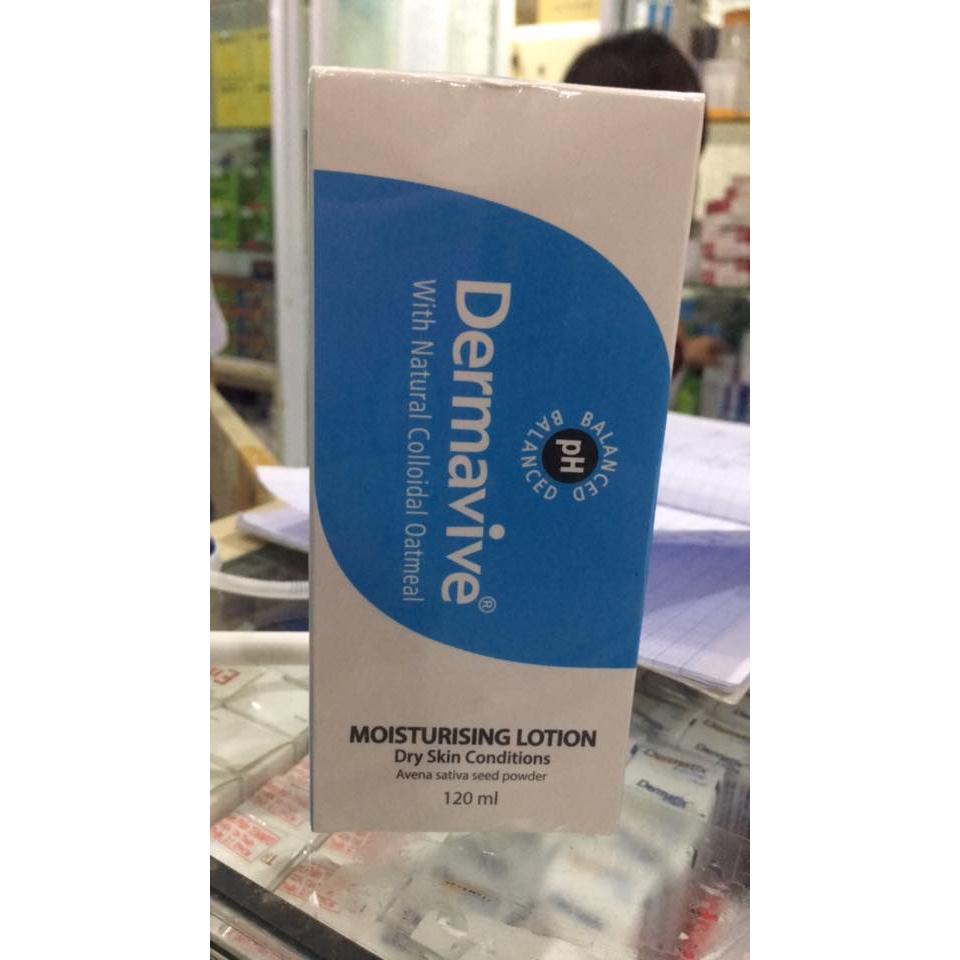 Dermavive®
With Natural Colloidal Oatmeal
BALANCED
pH
BALANCED
MOISTURISING LOTION
Dry Skin Conditions
Avena sativa seed powder
120 ml